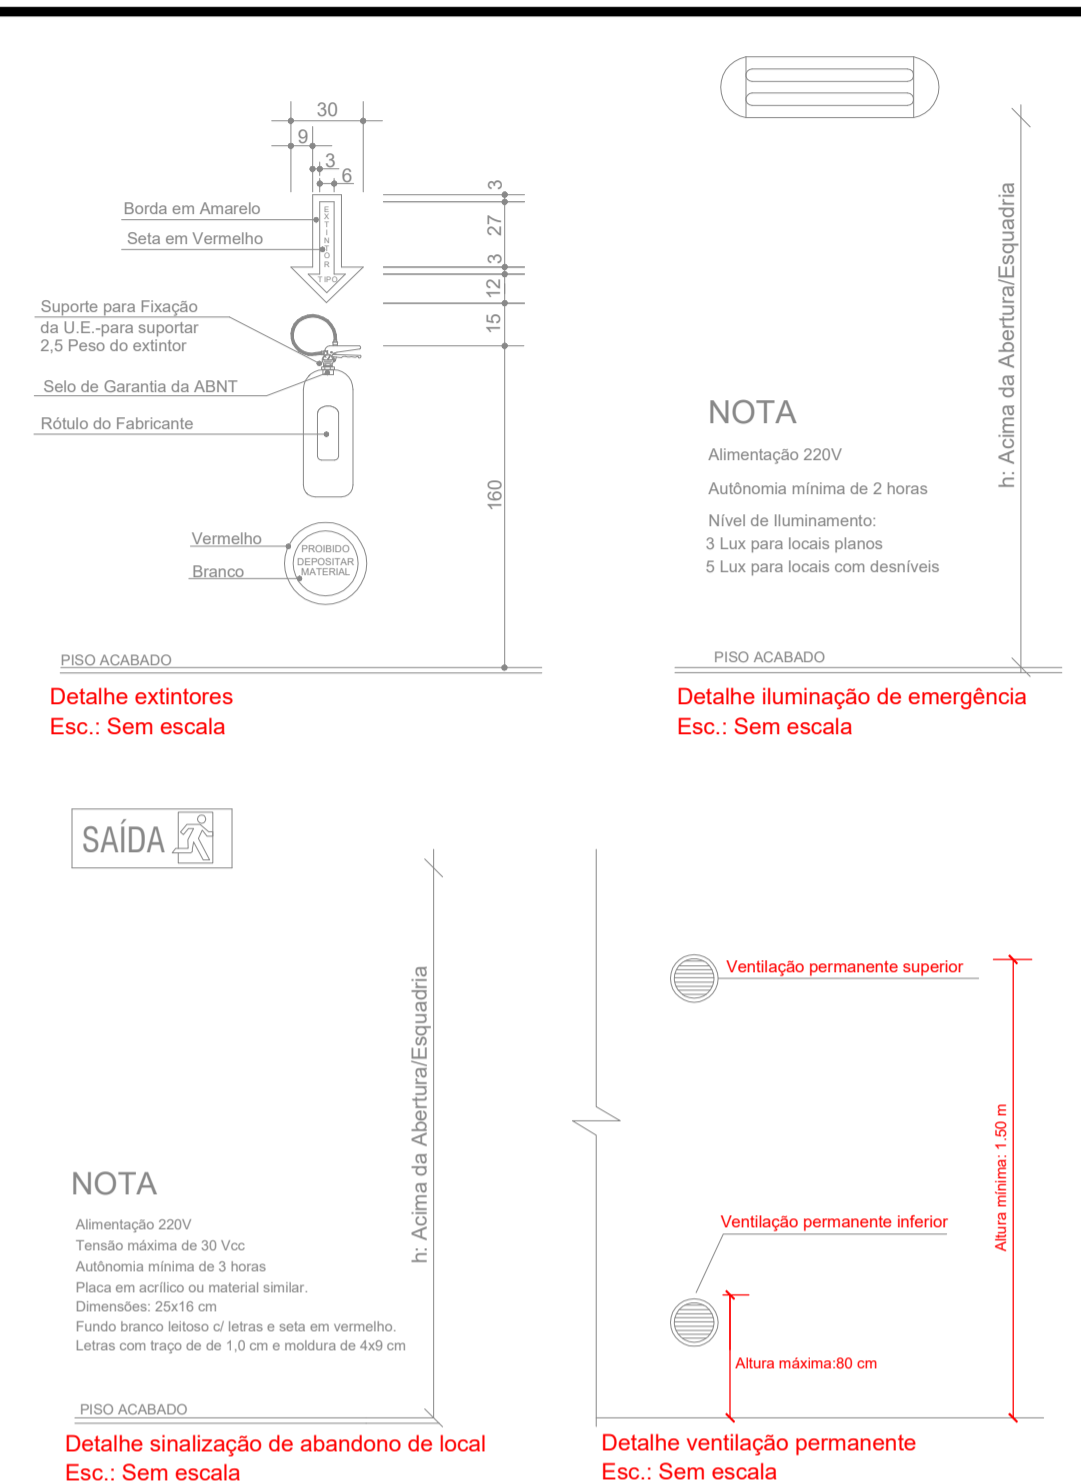 30
9
3
6
3
27
3
12
15
160
Borda em Amarelo
Seta em Vermelho
EXTINTOR
TIPO
Suporte para Fixação
da U.E.-para suportar
2,5 Peso do extintor
Selo de Garantia da ABNT
Rótulo do Fabricante
Vermelho
Branco
PROIBIDO
DEPOSITAR
MATERIAL
PISO ACABADO
Detalhe extintores
Esc.: Sem escala
h: Acima da Abertura/Esquadria
NOTA
Alimentação 220V
Autônomia mínima de 2 horas
Nível de Iluminamento:
3 Lux para locais planos
5 Lux para locais com desníveis
PISO ACABADO
Detalhe iluminação de emergência
Esc.: Sem escala
SAÍDA
h: Acima da Abertura/Esquadria
NOTA
Alimentação 220V
Tensão máxima de 30 Vcc
Autônomia mínima de 3 horas
Placa em acrílico ou material similar.
Dimensões: 25x16 cm
Fundo branco leitoso c/ letras e seta em vermelho.
Letras com traço de de 1,0 cm e moldura de 4x9 cm
PISO ACABADO
Detalhe sinalização de abandono de local
Esc.: Sem escala
Ventilação permanente superior
Altura mínima: 1.50 m
Ventilação permanente inferior
Altura máxima:80 cm
Detalhe ventilação permanente
Esc.: Sem escala